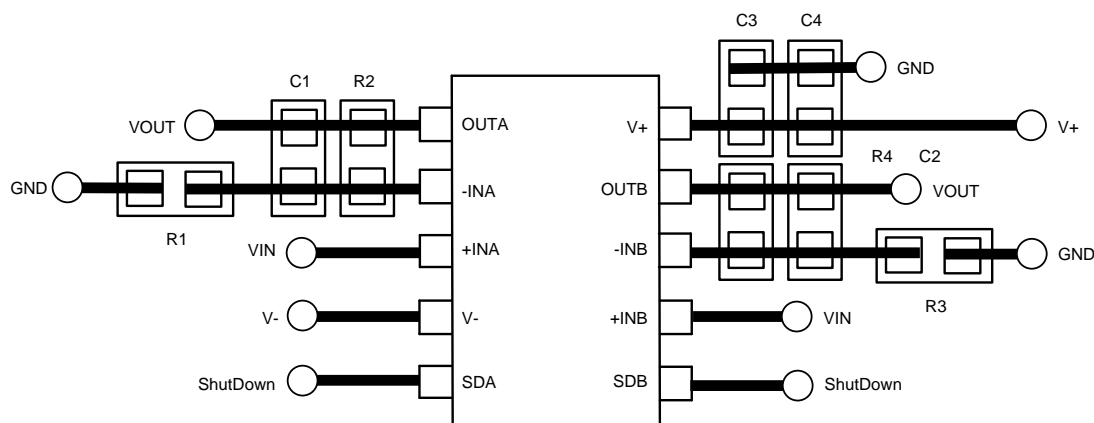 C3 C4
GND
C1 R2
VOUT OUTA V+ V+
R4 C2
GND -INA OUTB VOUT
R1
VIN +INA -INB GND
R3
V- V- +INB VIN
ShutDown SDA SDB ShutDown